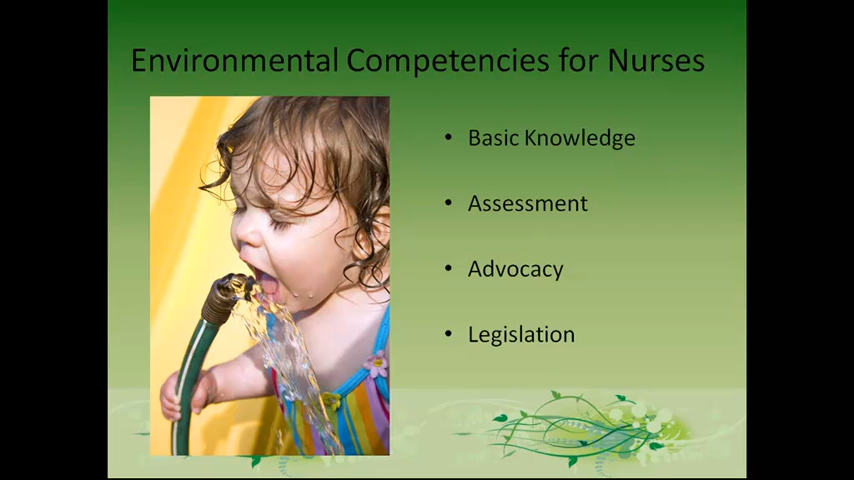 Environmental Competencies for Nurses
• Basic Knowledge
• Assessment
• Advocacy
• Legislation